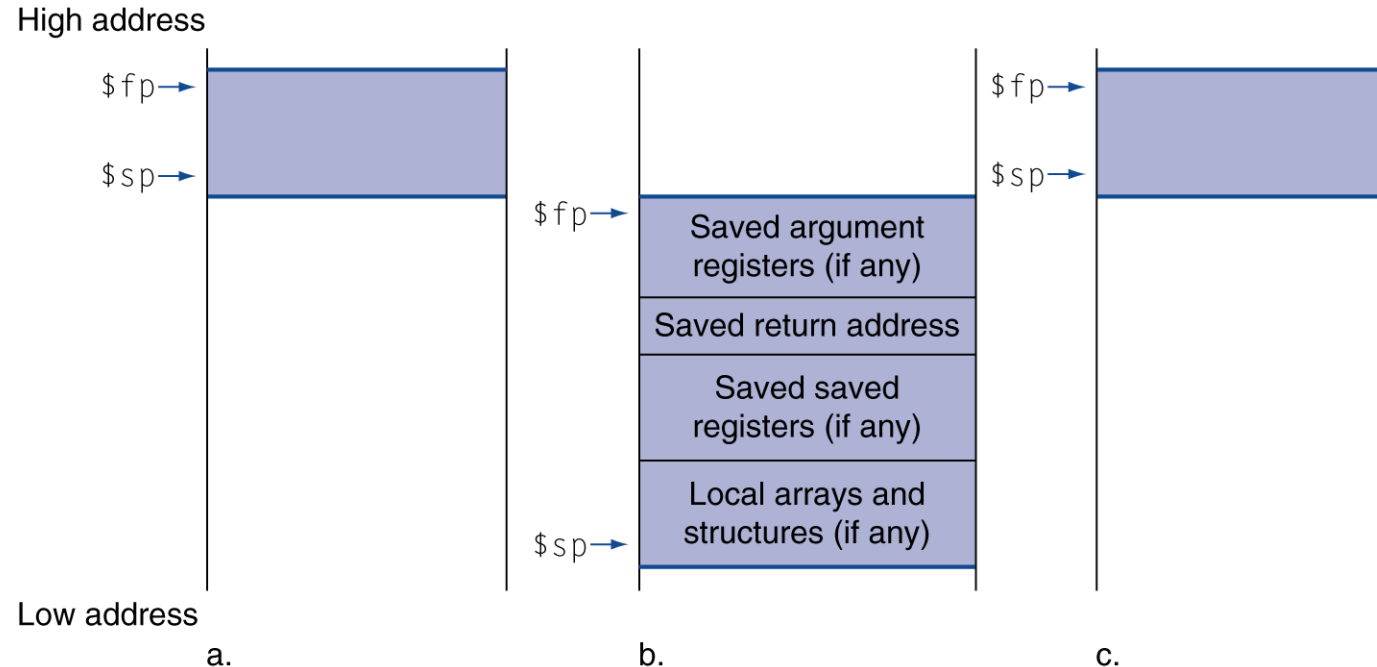 High address
$fp
$sp
$fp
Saved argument
registers (if any)
Saved return address
Saved saved
registers (if any)
Local arrays and
structures (if any)
$sp
$fp
$sp
Low address
a.
b.
c.